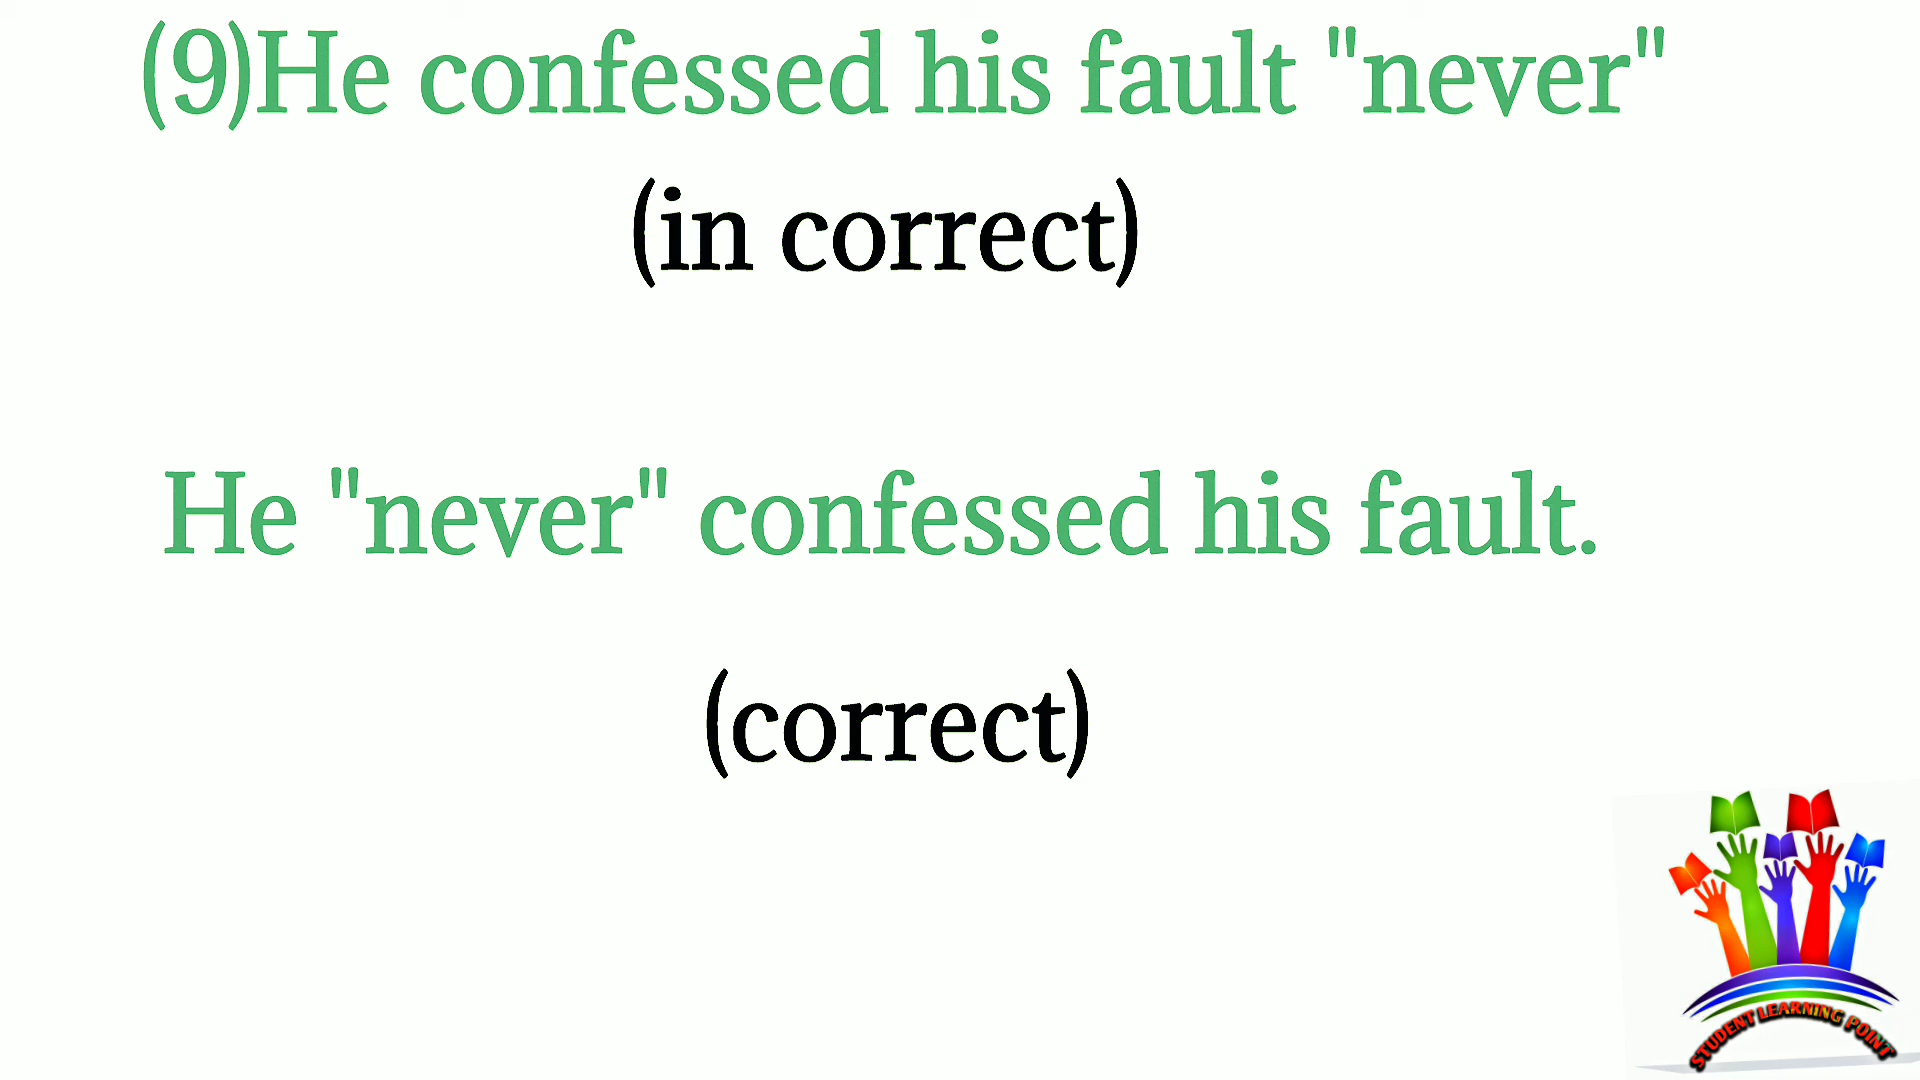 (9)He confessed his fault "never"
(in correct)
He "never" confessed his fault.
(correct)
STUDENT LEARNING POINT